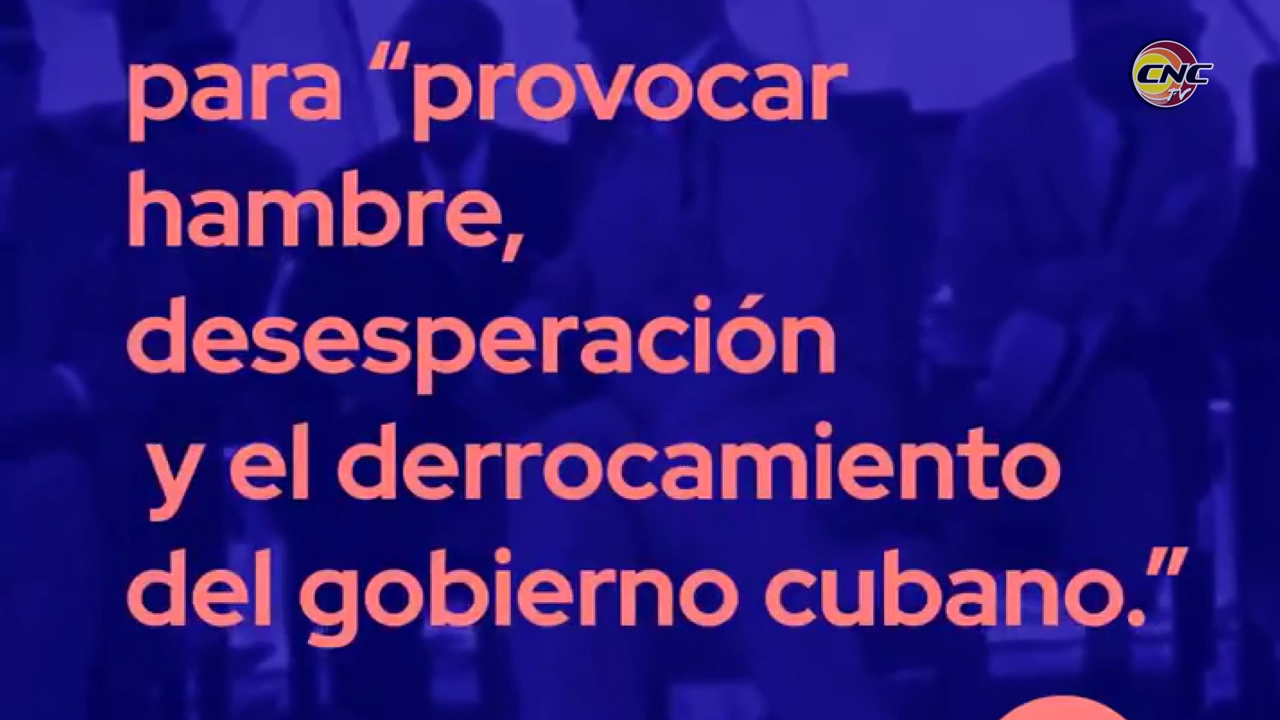 para “provocar
hambre,
desesperación
y el derrocamiento
del gobierno cubano.”
CNC
TV